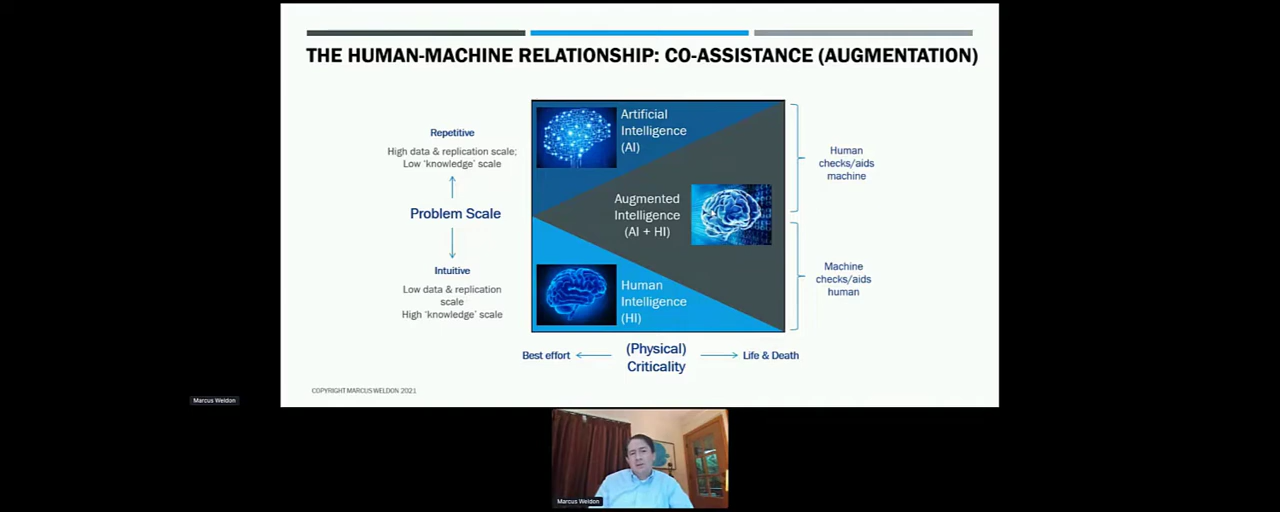 THE HUMAN-MACHINE RELATIONSHIP: CO-ASSISTANCE (AUGMENTATION)
Repetitive
High data & replication scale;
Low 'knowledge' scale
Problem Scale
Intuitive
Low data & replication
scale
High 'knowledge' scale
Artificial
Intelligence
(AI)
Augmented
Intelligence
(AI + HI)
Human
Intelligence
(HI)
Human
checks/aids
machine
Machine
checks/aids
human
Best effort
(Physical)
Criticality
Life & Death
COPYRIGHT MARCUS WELDON 2021
Marcus Weldon
Marcus Weldon